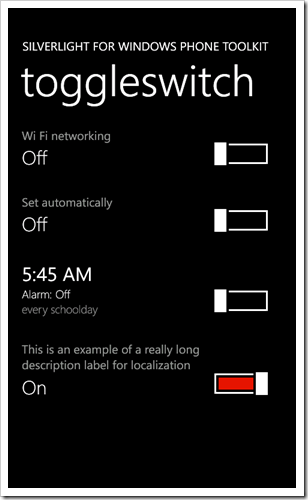 SILVERLIGHT FOR WINDOWS PHONE TOOLKIT
toggleswitch
Wi Fi networking
Off
Set automatically
Off
5:45 AM
Alarm: Off
every schoolday
This is an example of a really long
description label for localization
On